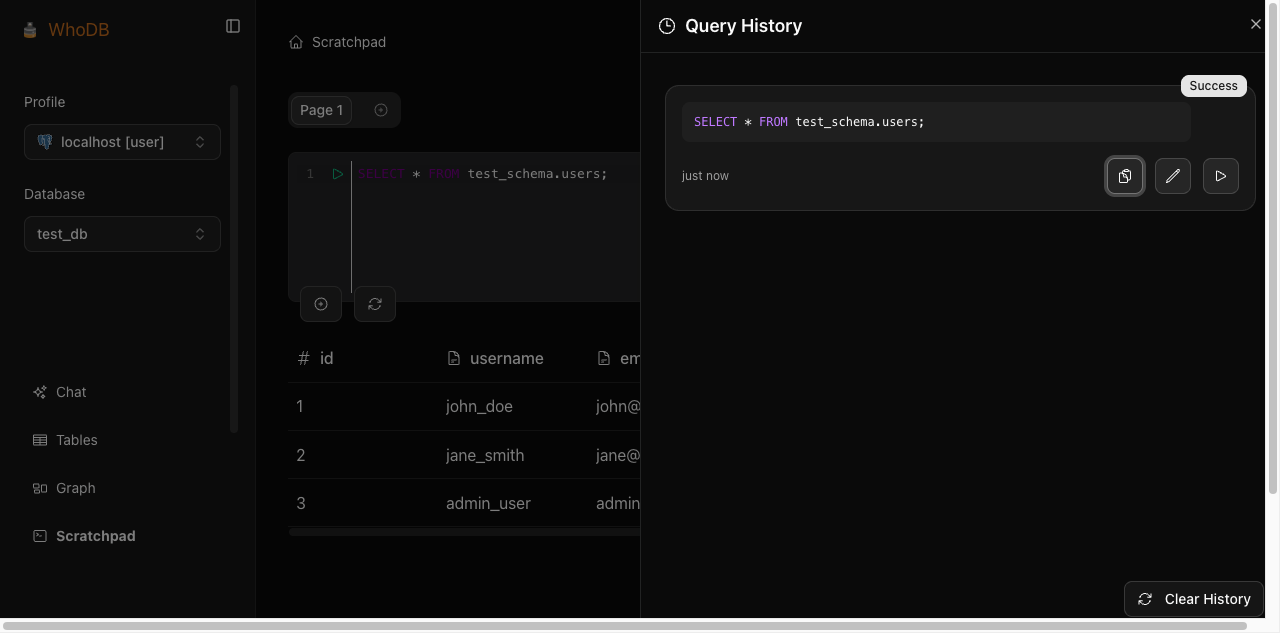 WhoDB
Profile
localhost [user]
Database
test_db
Chat
Tables
Graph
Scratchpad
Scratchpad
Page 1
1 SELECT * FROM test_schema.users;
# id username em
1 john_doe john@
2 jane_smith jane@
3 admin_user admin
Query History
Success
SELECT * FROM test_schema.users;
just now
Clear History